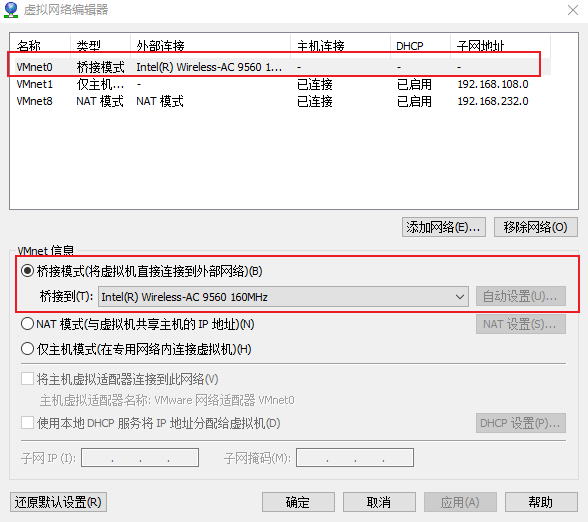 虚拟网络编辑器
名称 类型 外部连接 主机连接 DHCP 子网地址
VMnet0 桥接模式 Intel(R) Wireless-AC 9560 1... - - -
VMnet1 仅主机... - 已连接 已启用 192.168.108.0
VMnet8 NAT 模式 NAT 模式 已连接 已启用 192.168.232.0
添加网络(E)... 移除网络(O)
VMnet 信息
桥接模式(将虚拟机直接连接到外部网络)(B)
桥接到(T): Intel(R) Wireless-AC 9560 160MHz 自动设置(U)...
NAT 模式(与虚拟机共享主机的 IP 地址)(N) NAT 设置(S)...
仅主机模式(在专用网络内连接虚拟机)(H)
将主机虚拟适配器连接到此网络(V)
主机虚拟适配器名称: VMware 网络适配器 VMnet0
使用本地 DHCP 服务将 IP 地址分配给虚拟机(D) DHCP 设置(P)...
子网 IP (I): . . . 子网掩码(M): . . .
还原默认设置(R) 确定 取消 应用(A) 帮助